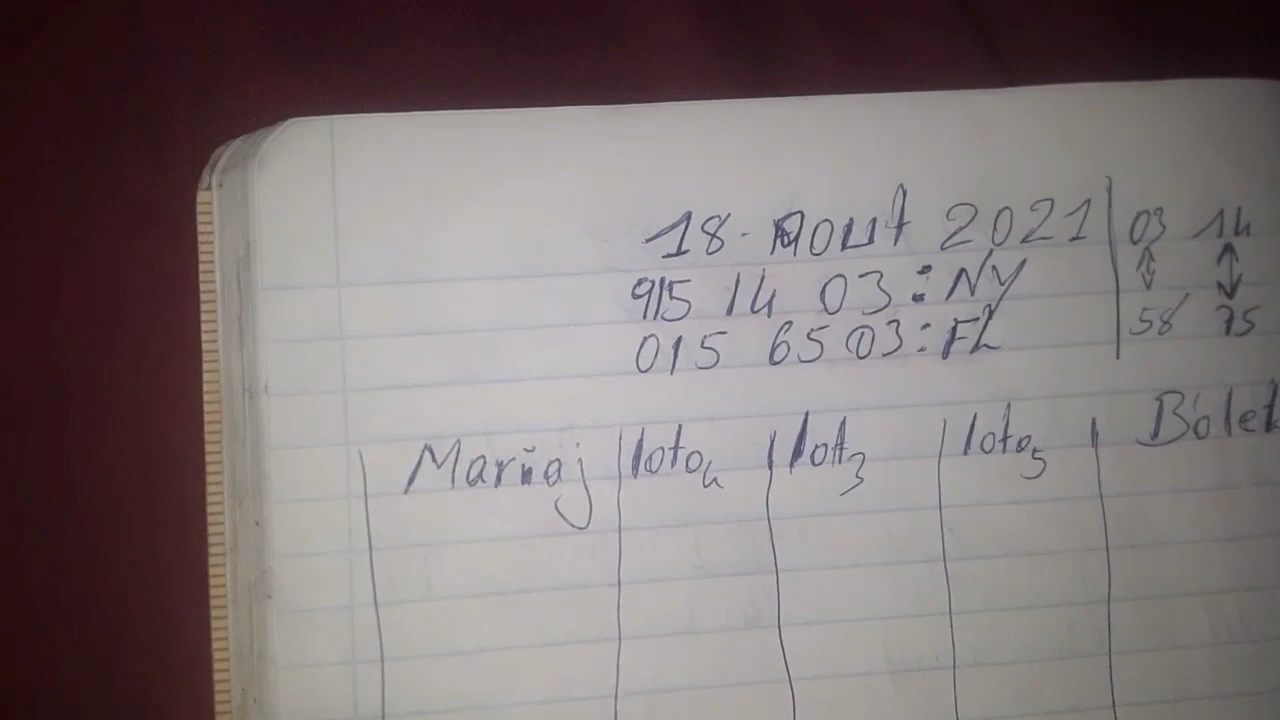 18. Aout 2021 | 03 14
915 14 03 : NY
015 65 03 : FL | 58 75
Mariaj | loto4 | lot3 | loto5 | Bolet